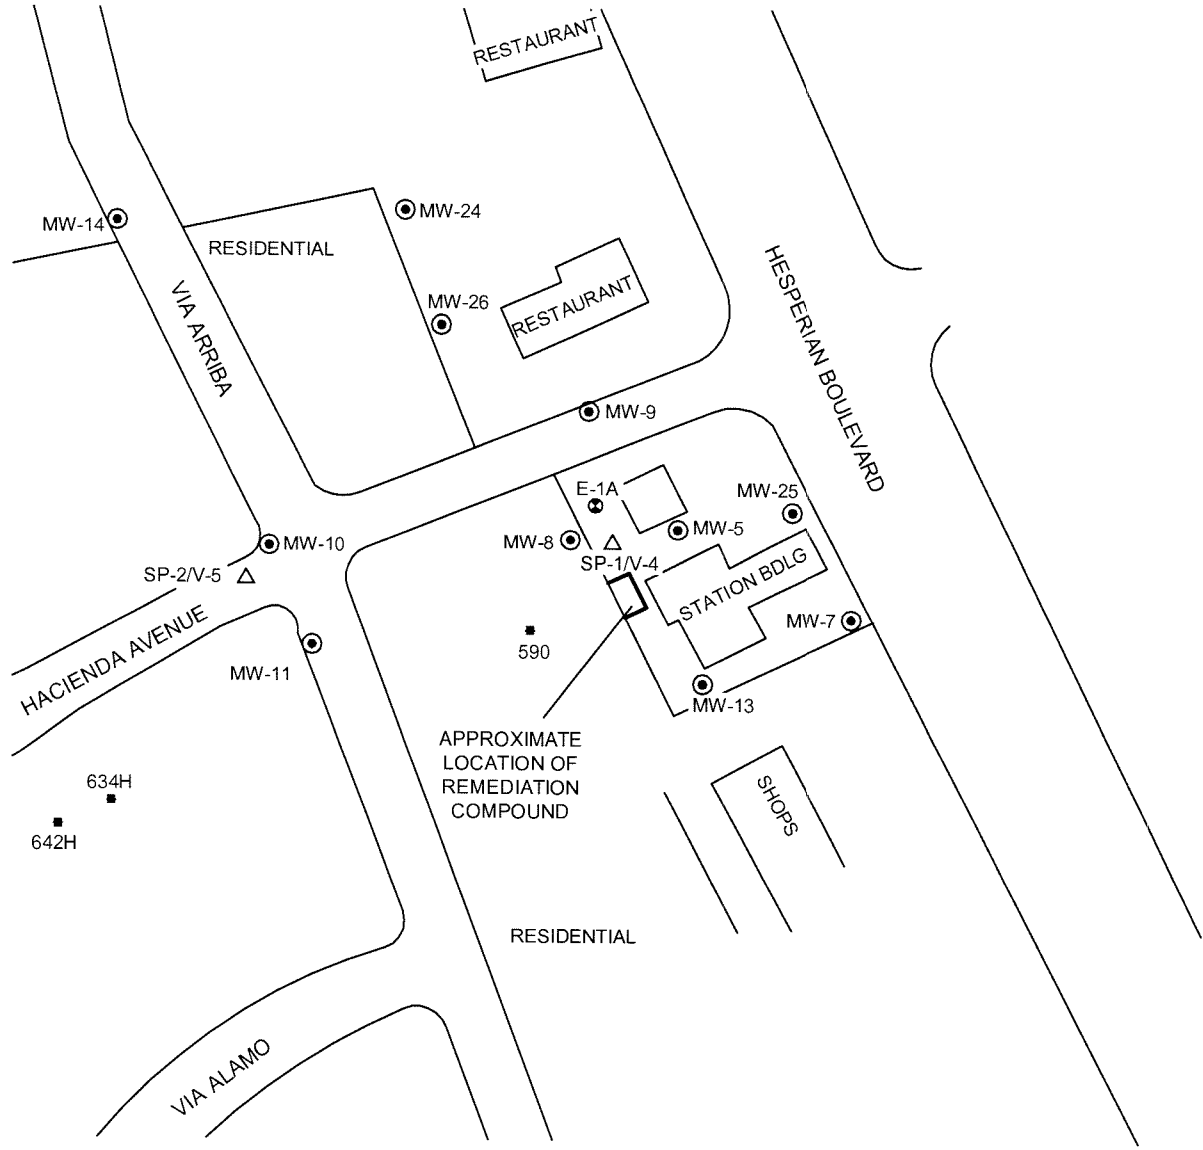 RESTAURANT
MW-14
MW-24
RESIDENTIAL
HESPERIAN BOULEVARD
VIA ARRIBA
MW-26
RESTAURANT
MW-9
E-1A
MW-25
MW-5
MW-8
MW-10
SP-1/V-4
STATION BDLG
SP-2/V-5
MW-7
HACIENDA AVENUE
590
MW-11
MW-13
APPROXIMATE
LOCATION OF
REMEDIATION
COMPOUND
634H
SHOPS
642H
RESIDENTIAL
VIA ALAMO